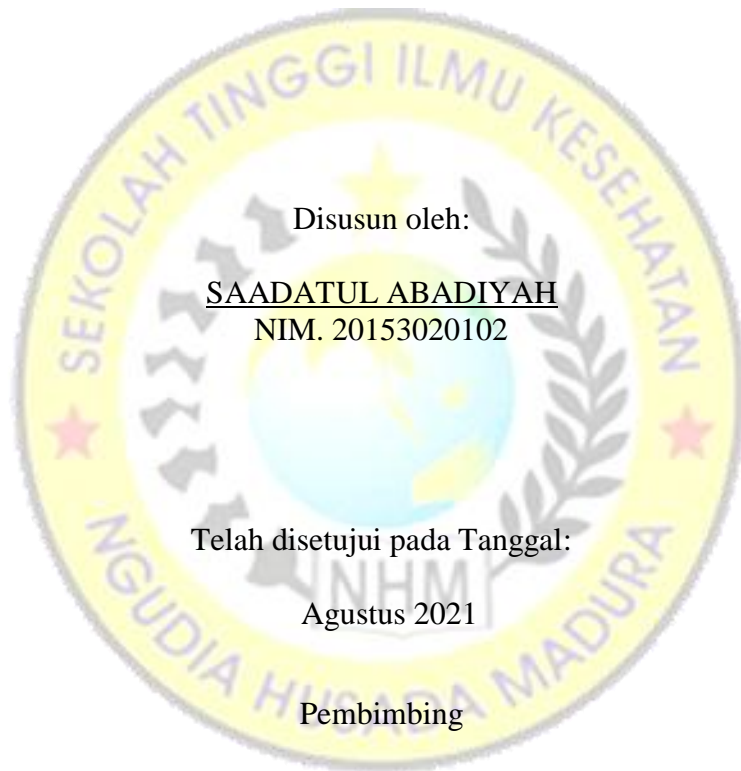 SEKOLAH TINGGI ILMU KESEHATAN
Disusun oleh:
SAADATUL ABADIYAH
NIM. 20153020102
Telah disetujui pada Tanggal:
NHM
Agustus 2021
Pembimbing
NGUDIA HUSADA MADURA